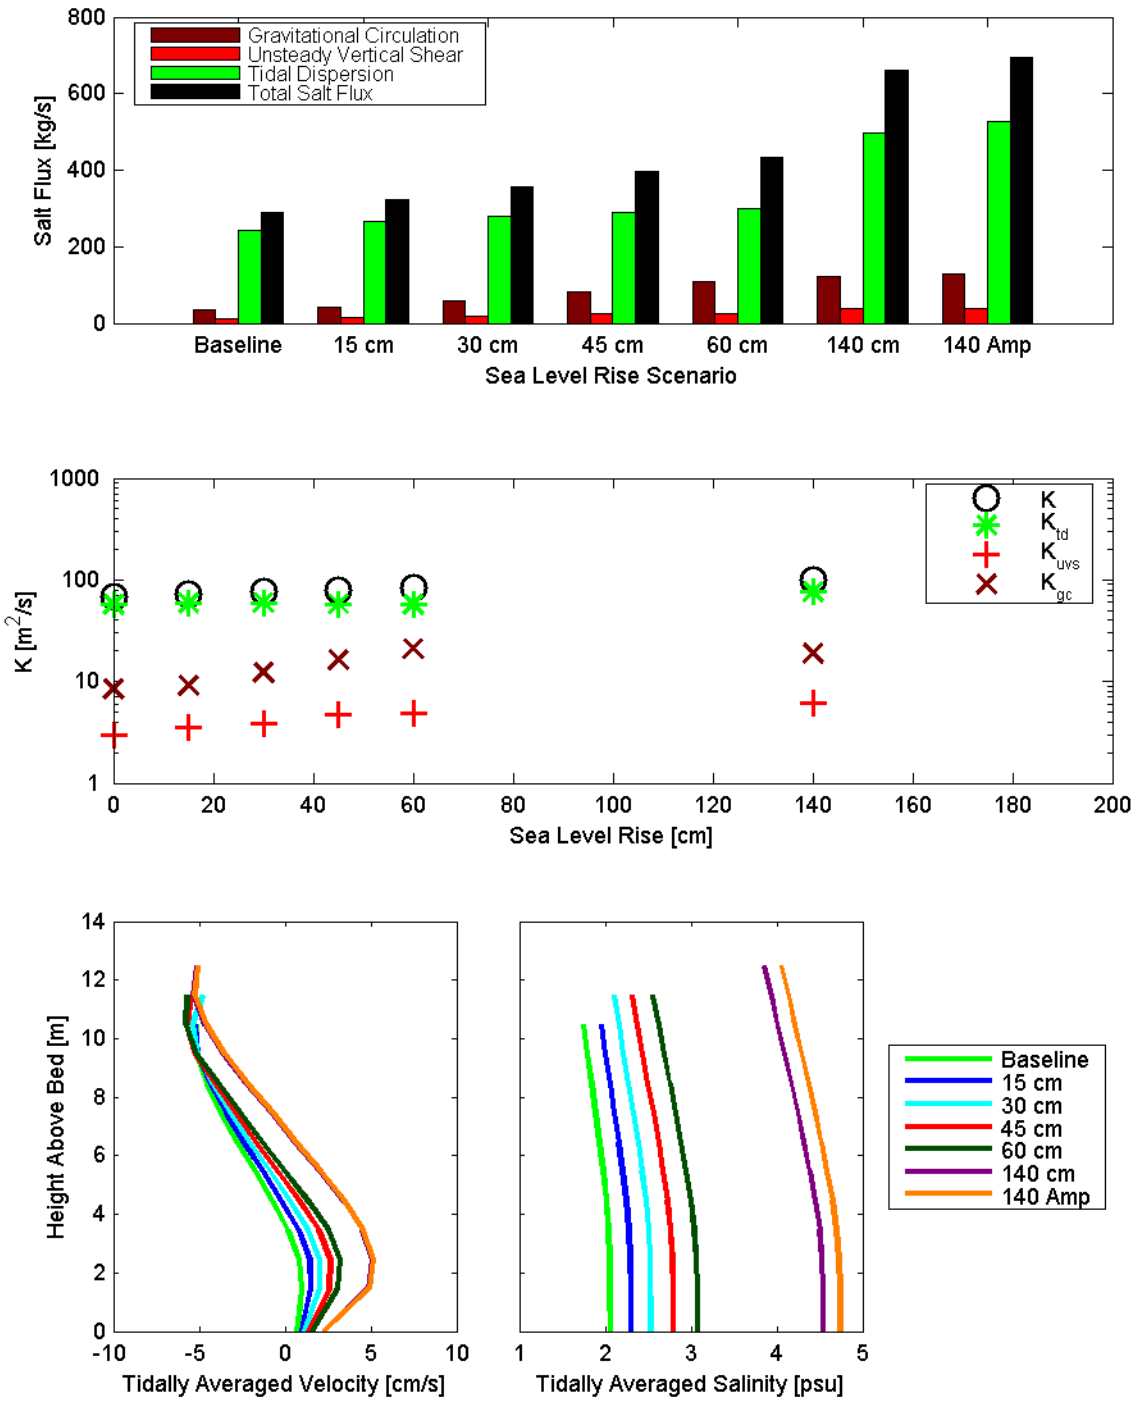 800
600
400
200
0
Salt Flux [kg/s]
Gravitational Circulation
Unsteady Vertical Shear
Tidal Dispersion
Total Salt Flux
Baseline 15 cm 30 cm 45 cm 60 cm 140 cm 140 Amp
Sea Level Rise Scenario
1000
100
10
1
K [m²/s]
K
K_td
K_uvs
K_gc
0 20 40 60 80 100 120 140 160 180 200
Sea Level Rise [cm]
14
12
10
8
6
4
2
0
Height Above Bed [m]
-10 -5 0 5 10
Tidally Averaged Velocity [cm/s]
1 2 3 4 5
Tidally Averaged Salinity [psu]
Baseline
15 cm
30 cm
45 cm
60 cm
140 cm
140 Amp